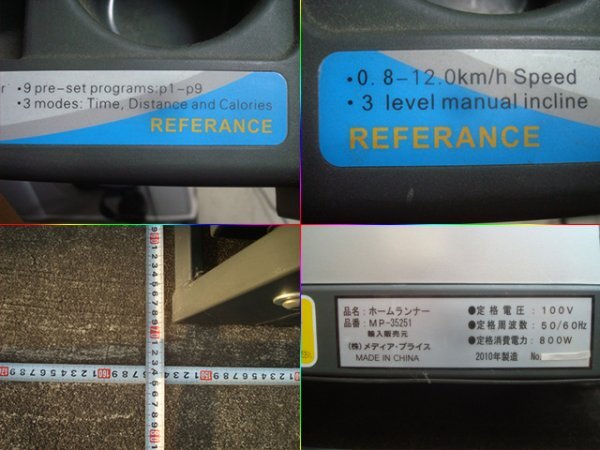 r
•9 pre-set programs:p1-p9
•3 modes: Time, Distance and Calories
REFERANCE
•0.8-12.0km/h Speed
•3 level manual incline
REFERANCE
品名:ホームランナー
品番:MP-35251
輸入販売元
(株)メディア・プライス
MADE IN CHINA
●定格電圧:100V
●定格周波数:50/60Hz
●定格消費電力:800W
2010年製造 No.